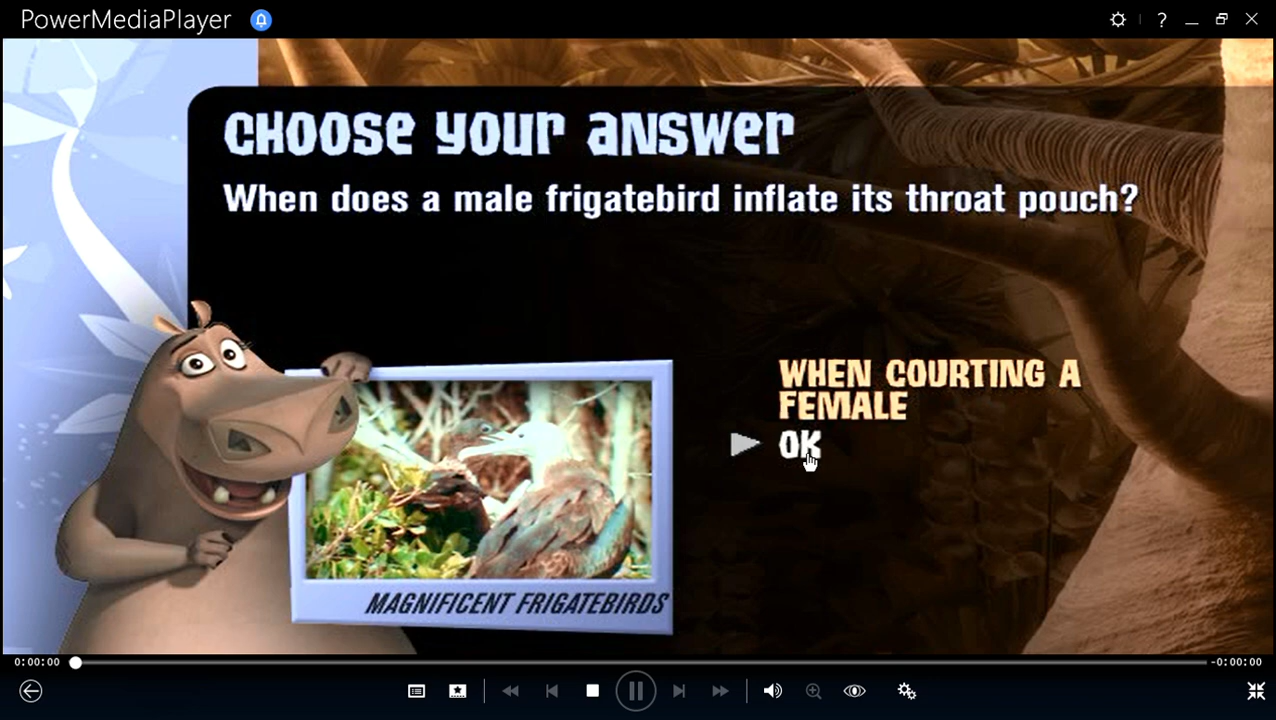 PowerMediaPlayer
CHOOSE YOUR ANSWER
When does a male frigatebird inflate its throat pouch?
WHEN COURTING A
FEMALE
OK
MAGNIFICENT FRIGATEBIRDS
0:00:00
-0:00:00